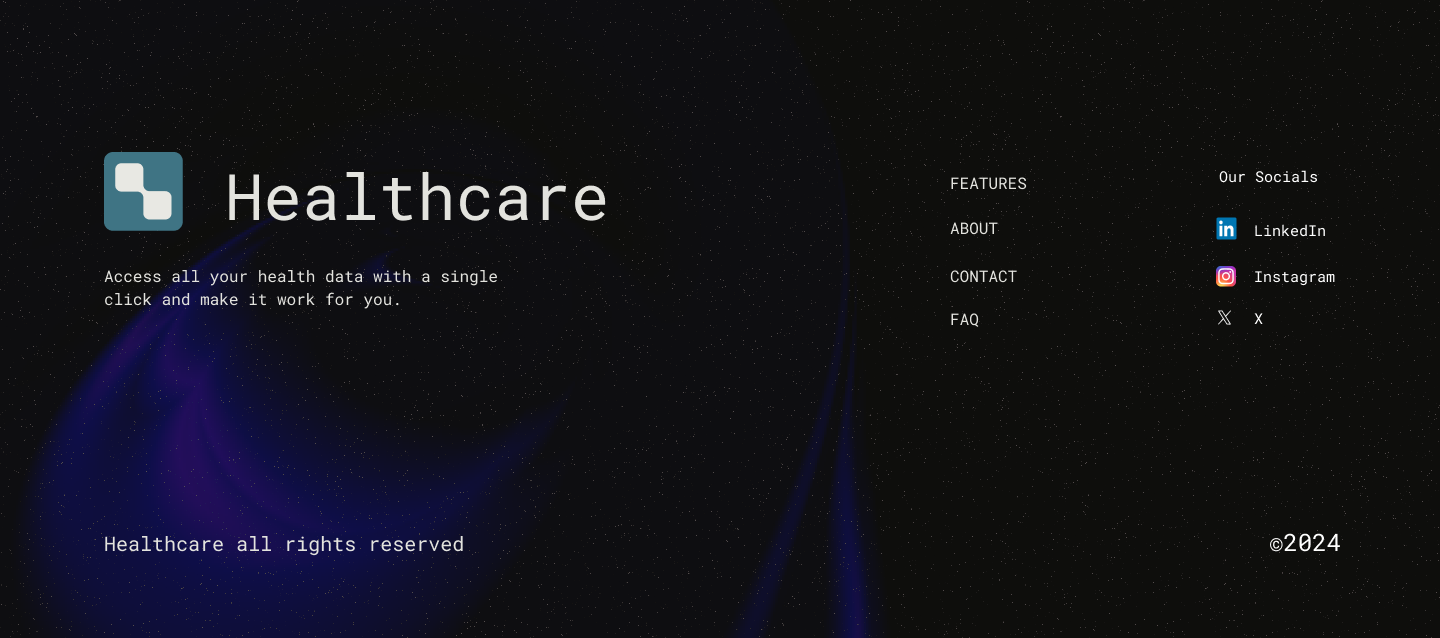 Healthcare
Access all your health data with a single
click and make it work for you.
FEATURES
ABOUT
CONTACT
FAQ
Our Socials
LinkedIn
Instagram
X
Healthcare all rights reserved
©2024